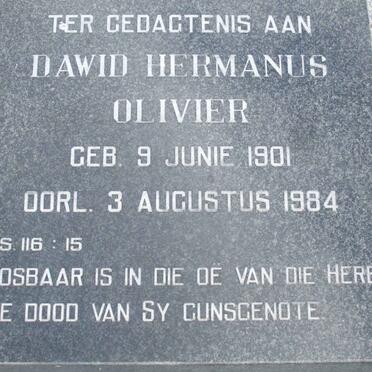 TER GEDAGTENIS AAN
DAWID HERMANUS
OLIVIER
GEB. 9 JUNIE 1901
OORL. 3 AUGUSTUS 1984
S. 116 : 15
OSBAAR IS IN DIE OË VAN DIE HERE
E DOOD VAN SY GUNSGENOTE.